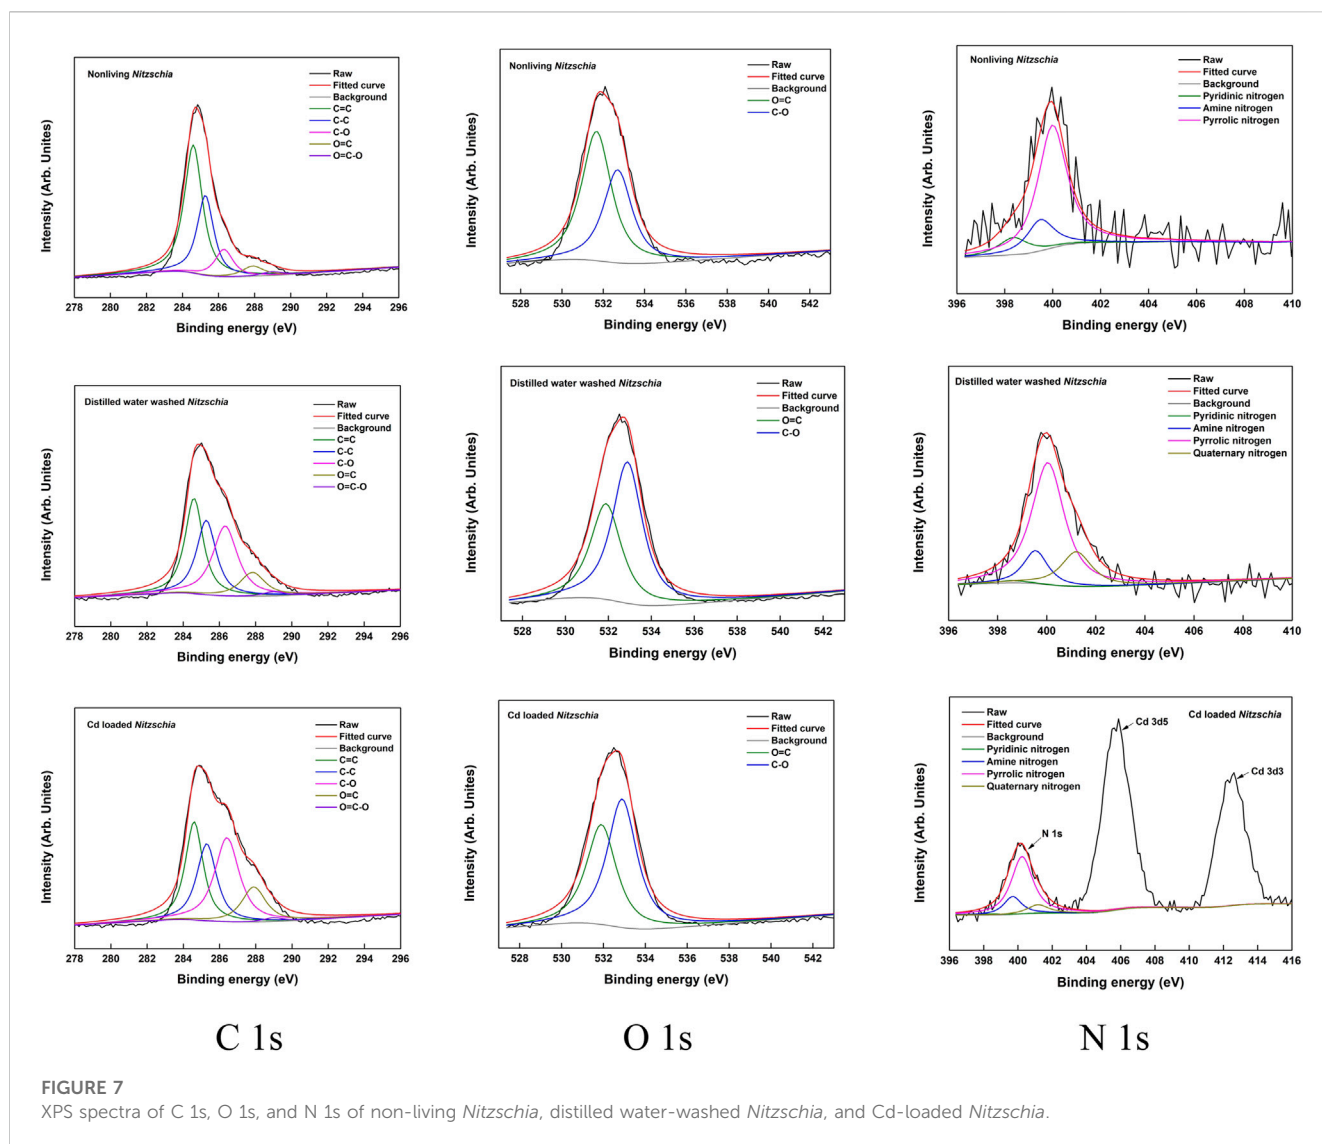 Nonliving Nitzschia
Raw
Fitted curve
Background
C=C
C-C
C-O
O=C
O=C-O
Intensity (Arb. Unites)
278 280 282 284 286 288 290 292 294 296
Binding energy (eV)
Nonliving Nitzschia
Raw
Fitted curve
Background
O=C
C-O
Intensity (Arb. Unites)
528 530 532 534 536 538 540 542
Binding energy (eV)
Nonliving Nitzschia
Raw
Fitted curve
Background
Pyridinic nitrogen
Amine nitrogen
Pyrrolic nitrogen
Intensity (Arb. Unites)
396 398 400 402 404 406 408 410
Binding energy (eV)
Distilled water washed Nitzschia
Raw
Fitted curve
Background
C=C
C-C
C-O
O=C
O=C-O
Intensity (Arb. Unites)
278 280 282 284 286 288 290 292 294 296
Binding energy (eV)
Distilled water washed Nitzschia
Raw
Fitted curve
Background
O=C
C-O
Intensity (Arb. Unites)
528 530 532 534 536 538 540 542
Binding energy (eV)
Distilled water washed Nitzschia
Raw
Fitted curve
Background
Pyridinic nitrogen
Amine nitrogen
Pyrrolic nitrogen
Quaternary nitrogen
Intensity (Arb. Unites)
396 398 400 402 404 406 408 410
Binding energy (eV)
Cd loaded Nitzschia
Raw
Fitted curve
Background
C=C
C-C
C-O
O=C
O=C-O
Intensity (Arb. Unites)
278 280 282 284 286 288 290 292 294 296
Binding energy (eV)
Cd loaded Nitzschia
Raw
Fitted curve
Background
O=C
C-O
Intensity (Arb. Unites)
528 530 532 534 536 538 540 542
Binding energy (eV)
Cd loaded Nitzschia
Raw
Fitted curve
Background
Pyridinic nitrogen
Amine nitrogen
Pyrrolic nitrogen
Quaternary nitrogen
Cd 3d5
Cd 3d3
N 1s
Intensity (Arb. Unites)
396 398 400 402 404 406 408 410 412 414 416
Binding energy (eV)
C 1s
O 1s
N 1s
FIGURE 7
XPS spectra of C 1s, O 1s, and N 1s of non-living Nitzschia, distilled water-washed Nitzschia, and Cd-loaded Nitzschia.